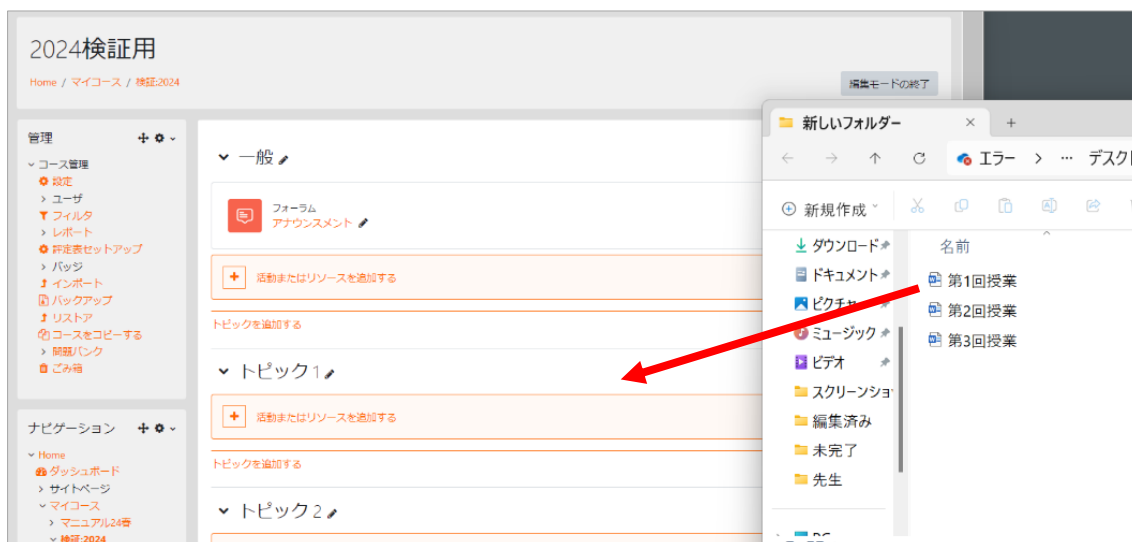 2024検証用
Home / マイコース / 検証:2024
編集モードの終了
管理
コース管理
設定
ユーザ
フィルタ
レポート
評定表セットアップ
バッジ
インポート
バックアップ
リストア
コースをコピーする
問題バンク
ごみ箱
ナビゲーション
Home
ダッシュボード
サイトページ
マイコース
マニュアル24春
検証:2024
一般
フォーラム
アナウンスメント
活動またはリソースを追加する
トピックを追加する
トピック 1
活動またはリソースを追加する
トピックを追加する
トピック 2
新しいフォルダー
エラー > … デスク
新規作成
ダウンロード
ドキュメント
ピクチャ
ミュージック
ビデオ
スクリーンショ
編集済み
未完了
先生
PC
名前
第1回授業
第2回授業
第3回授業